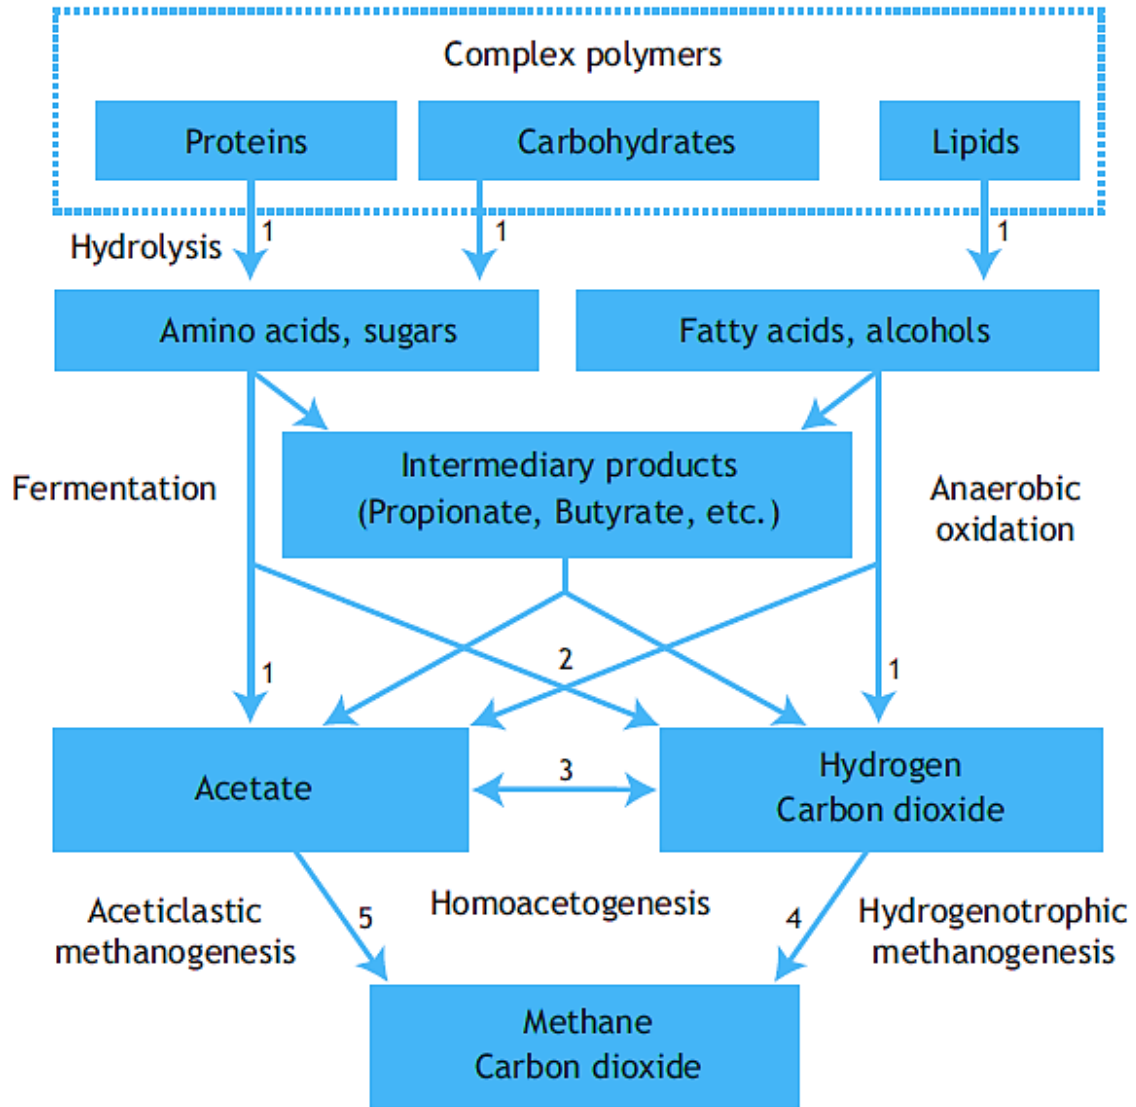 Complex polymers
Proteins
Carbohydrates
Lipids
1
1
1
Hydrolysis
Amino acids, sugars
Fatty acids, alcohols
Intermediary products
(Propionate, Butyrate, etc.)
Fermentation
Anaerobic
oxidation
2
1
1
Acetate
3
Hydrogen
Carbon dioxide
Aceticlastic
methanogenesis
5
Homoacetogenesis
4
Hydrogenotrophic
methanogenesis
Methane
Carbon dioxide